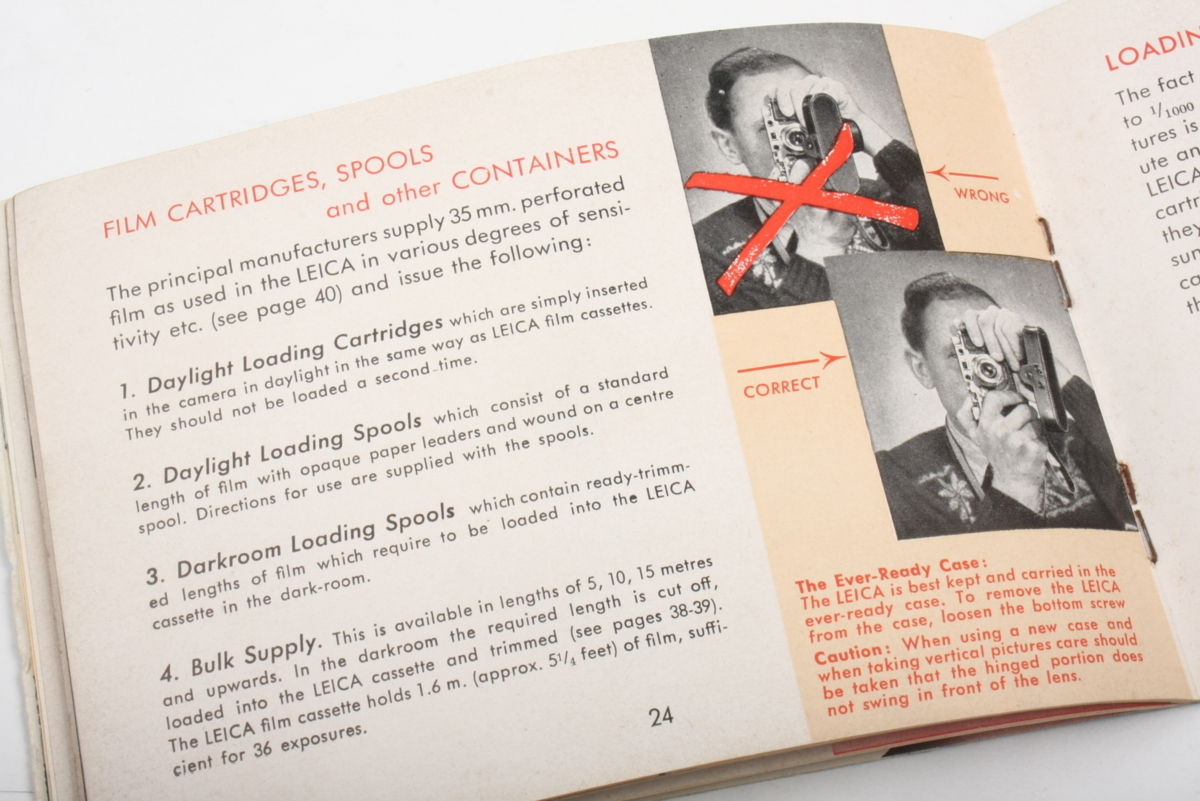 FILM CARTRIDGES, SPOOLS
and other CONTAINERS
The principal manufacturers supply 35 mm. perforated
film as used in the LEICA in various degrees of sensi-
tivity etc. (see page 40) and issue the following:
1. Daylight Loading Cartridges which are simply inserted
in the camera in daylight in the same way as LEICA film cassettes.
They should not be loaded a second time.
2. Daylight Loading Spools which consist of a standard
length of film with opaque paper leaders and wound on a centre
spool. Directions for use are supplied with the spools.
3. Darkroom Loading Spools which contain ready-trimm-
ed lengths of film which require to be loaded into the LEICA
cassette in the dark-room.
4. Bulk Supply. This is available in lengths of 5, 10, 15 metres
and upwards. In the darkroom the required length is cut off,
loaded into the LEICA cassette and trimmed (see pages 38-39).
The LEICA film cassette holds 1.6 m. (approx. 5¼ feet) of film, suffi-
cient for 36 exposures.
24
WRONG
CORRECT
The Ever-Ready Case:
The LEICA is best kept and carried in the
ever-ready case. To remove the LEICA
from the case, loosen the bottom screw
Caution: When using a new case and
when taking vertical pictures care should
be taken that the hinged portion does
not swing in front of the lens.
The fact
to 1/1000
tures is
LEICA
they